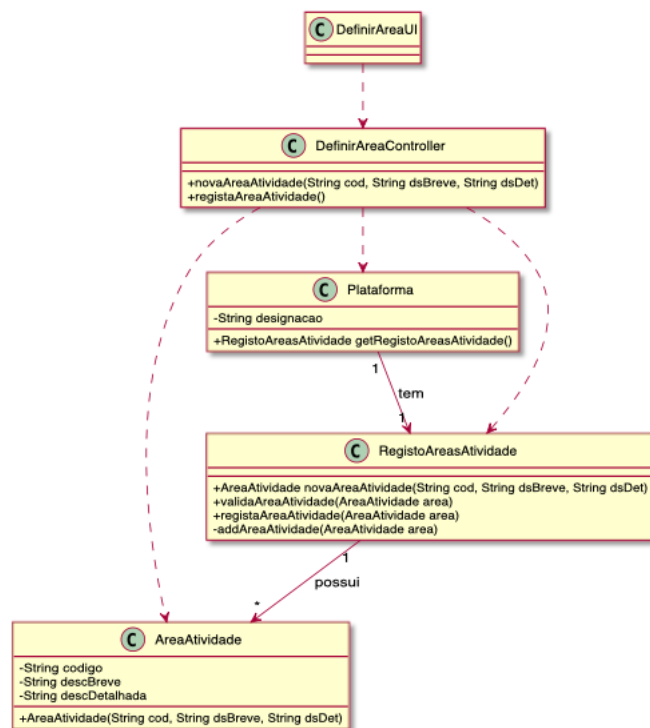 C DefinirAreaUI
C DefinirAreaController
+novaAreaAtividade(String cod, String dsBreve, String dsDet)
+registaAreaAtividade()
C Plataforma
-String designacao
+RegistoAreasAtividade getRegistoAreasAtividade()
1
tem
1
C RegistoAreasAtividade
+AreaAtividade novaAreaAtividade(String cod, String dsBreve, String dsDet)
+validaAreaAtividade(AreaAtividade area)
+registaAreaAtividade(AreaAtividade area)
-addAreaAtividade(AreaAtividade area)
1
possui
*
C AreaAtividade
-String codigo
-String descBreve
-String descDetalhada
+AreaAtividade(String cod, String dsBreve, String dsDet)